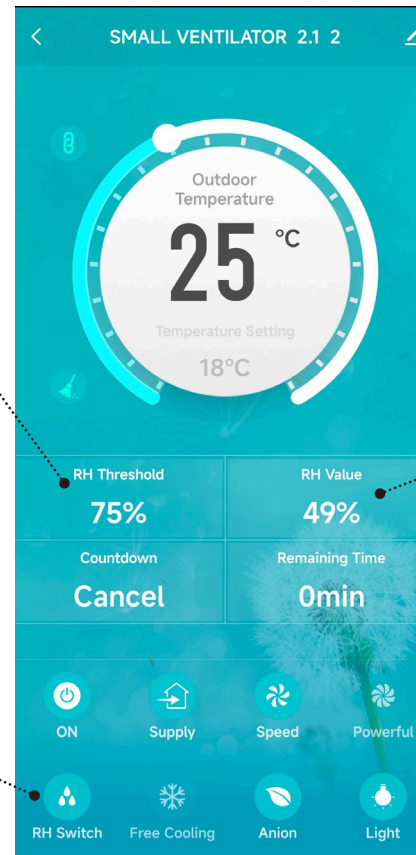 SMALL VENTILATOR 2.1 2
Outdoor
Temperature
25 °C
Temperature Setting
18°C
RH Threshold
RH Value
75%
49%
Countdown
Remaining Time
Cancel
0min
ON
Supply
Speed
Powerful
RH Switch
Free Cooling
Anion
Light